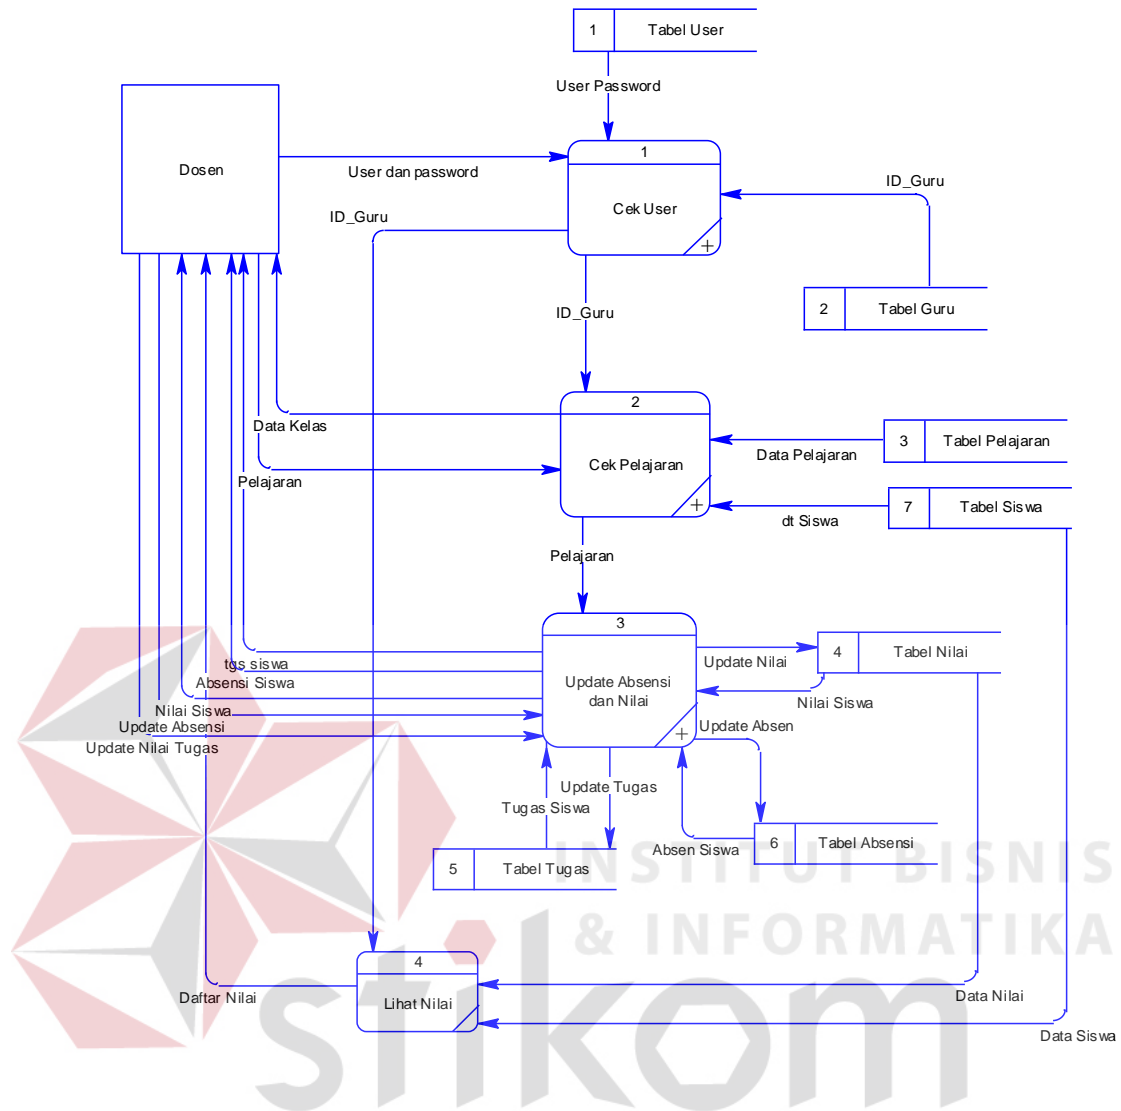 1 Tabel User
User Password
Dosen
1
User dan password
Cek User
ID_Guru
ID_Guru
+
2 Tabel Guru
ID_Guru
2
Data Kelas
3 Tabel Pelajaran
Data Pelajaran
Cek Pelajaran
Pelajaran
7 Tabel Siswa
+
dt Siswa
Pelajaran
3
4 Tabel Nilai
tgs siswa
Update Nilai
Absensi Siswa
Update Absensi
dan Nilai
Nilai Siswa
Nilai Siswa
Update Absensi
Update Absen
+
Update Nilai Tugas
Update Tugas
Tugas Siswa
6 Tabel Absensi
Absen Siswa
5 Tabel Tugas
INSTITUT BISNIS
& INFORMATIKA
stikom
4
Daftar Nilai
Lihat Nilai
Data Nilai
Data Siswa